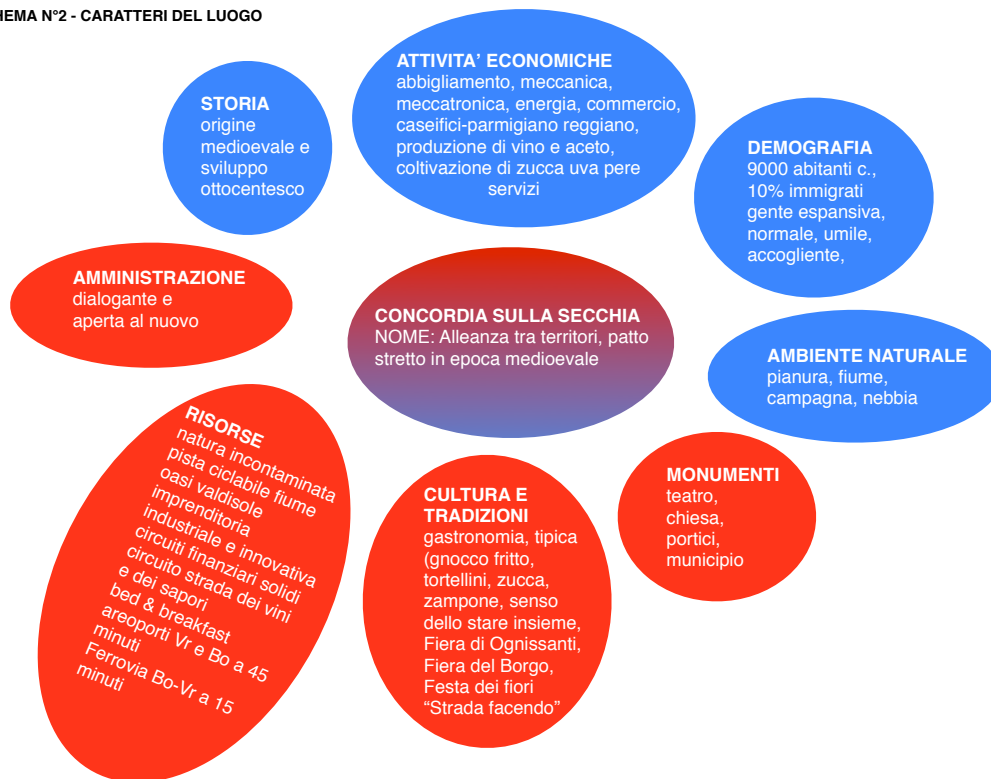 HEMA N°2 - CARATTERI DEL LUOGO
ATTIVITA' ECONOMICHE
abbigliamento, meccanica,
meccatronica, energia, commercio,
caseifici-parmigiano reggiano,
produzione di vino e aceto,
coltivazione di zucca uva pere
servizi
STORIA
origine
medioevale e
sviluppo
ottocentesco
DEMOGRAFIA
9000 abitanti c.,
10% immigrati
gente espansiva,
normale, umile,
accogliente,
AMMINISTRAZIONE
dialogante e
aperta al nuovo
CONCORDIA SULLA SECCHIA
NOME: Alleanza tra territori, patto
stretto in epoca medioevale
AMBIENTE NATURALE
pianura, fiume,
campagna, nebbia
RISORSE
natura incontaminata
pista ciclabile fiume
oasi valdisole
imprenditoria
industriale e innovativa
circuiti finanziari solidi
circuito strada dei vini
e dei sapori
bed & breakfast
areoporti Vr e Bo a 45
minuti
Ferrovia Bo-Vr a 15
minuti
CULTURA E
TRADIZIONI
gastronomia, tipica
(gnocco fritto,
tortellini, zucca,
zampone, senso
dello stare insieme,
Fiera di Ognissanti,
Fiera del Borgo,
Festa dei fiori
“Strada facendo”
MONUMENTI
teatro,
chiesa,
portici,
municipio